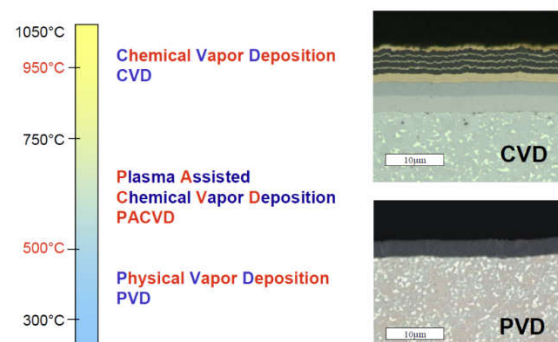 1050°C
950°C
750°C
500°C
300°C
Chemical Vapor Deposition
CVD
Plasma Assisted
Chemical Vapor Deposition
PACVD
Physical Vapor Deposition
PVD
10µm
CVD
10µm
PVD